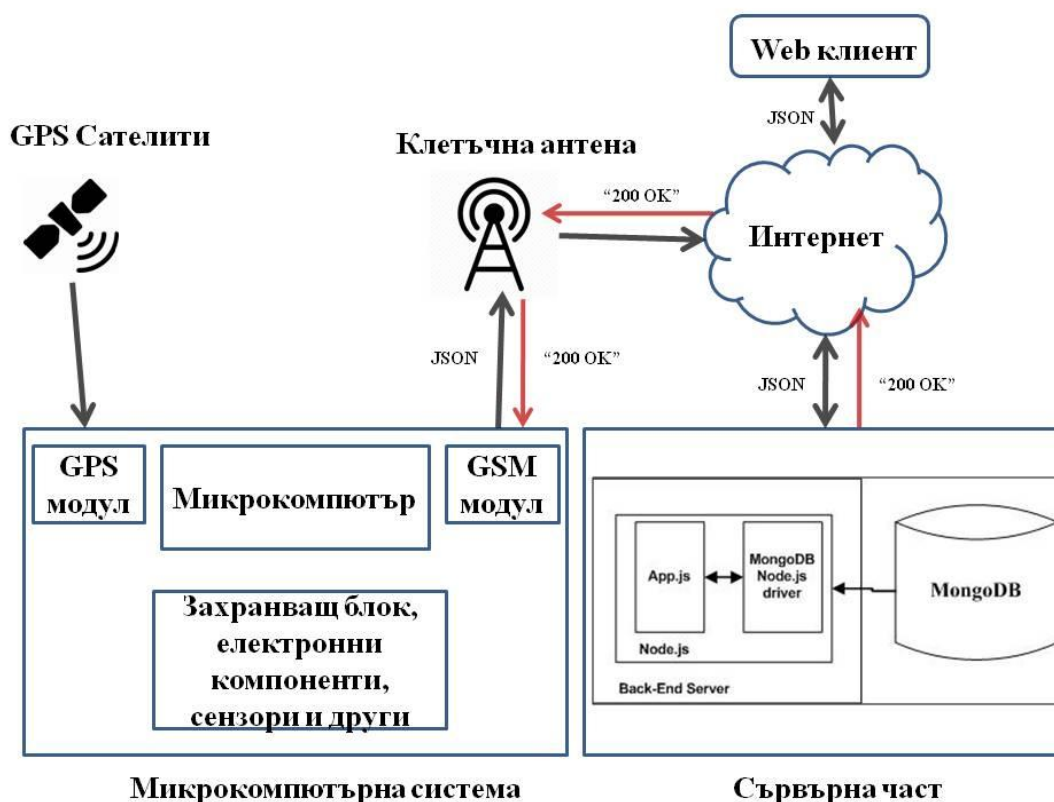 Web клиент
JSON
GPS Сателити
Клетъчна антена
“200 OK”
Интернет
JSON
“200 OK”
JSON
“200 OK”
GPS
модул
Микрокомпютър
GSM
модул
Захранващ блок,
електронни
компоненти,
сензори и други
App.js
MongoDB
Node.js
driver
Node.js
Back-End Server
MongoDB
Микрокомпютърна система
Сървърна част